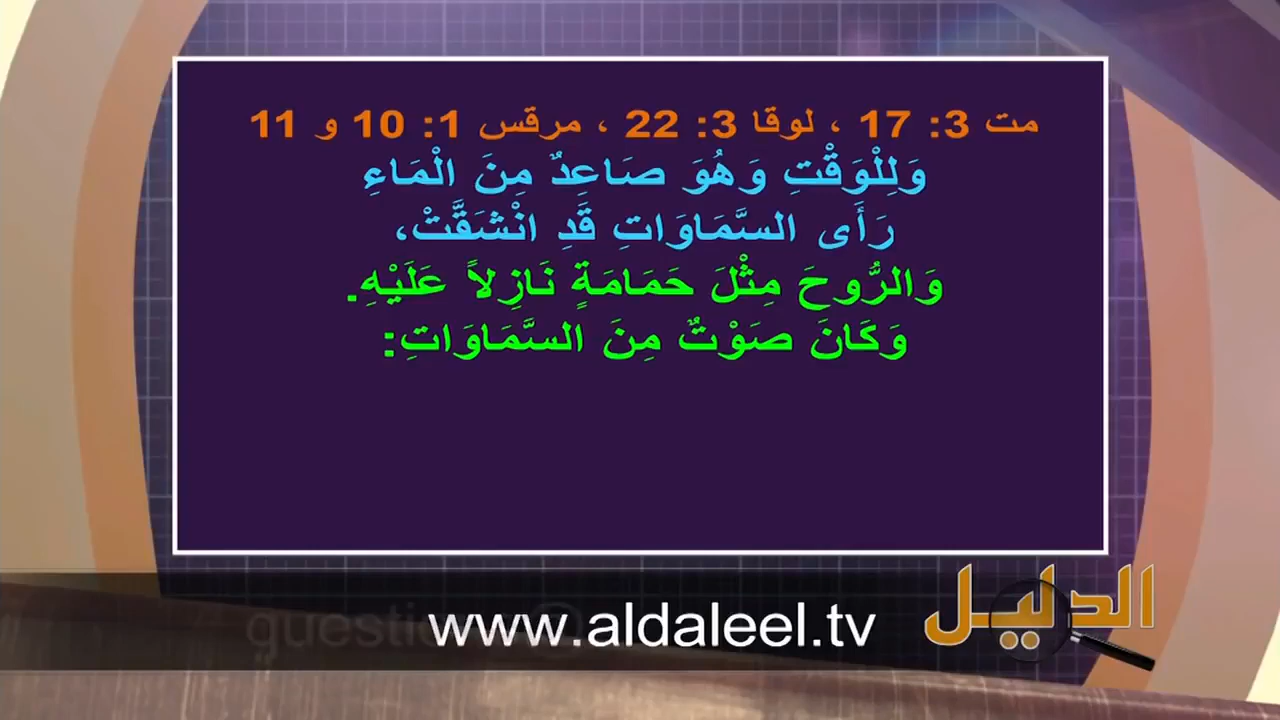 مت 3: 17 ، لوقا 3: 22 ، مرقس 1: 10 و 11
وَلِلْوَقْتِ وَهُوَ صَاعِدٌ مِنَ الْمَاءِ
رَأَى السَّمَاوَاتِ قَدِ انْشَقَّتْ،
وَالرُّوحَ مِثْلَ حَمَامَةٍ نَازِلاً عَلَيْهِ.
وَكَانَ صَوْتٌ مِنَ السَّمَاوَاتِ:
www.aldaleel.tv
الدليل